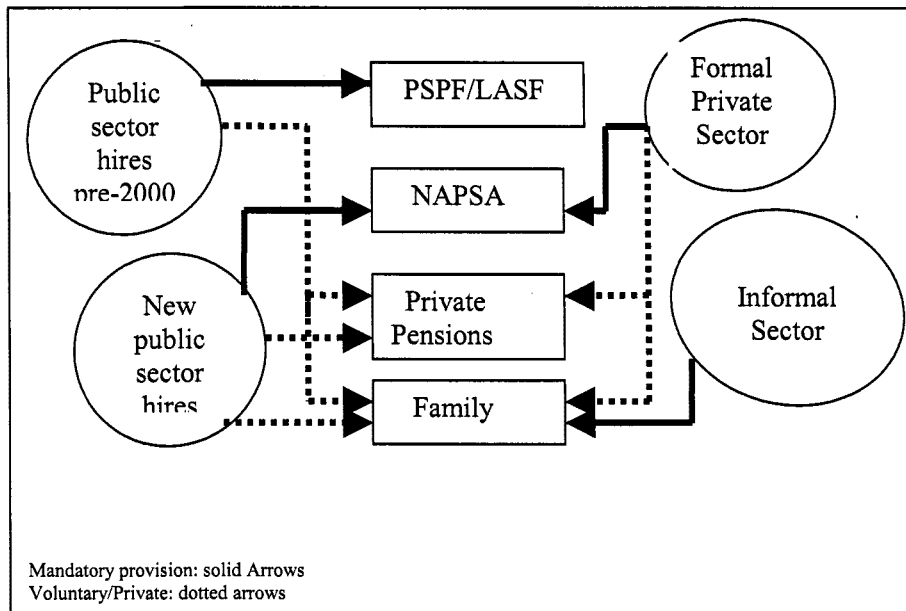 Public
sector
hires
pre-2000
PSPF/LASF
Formal
Private
Sector
NAPSA
New
public
sector
hires
Private
Pensions
Informal
Sector
Family
Mandatory provision: solid Arrows
Voluntary/Private: dotted arrows